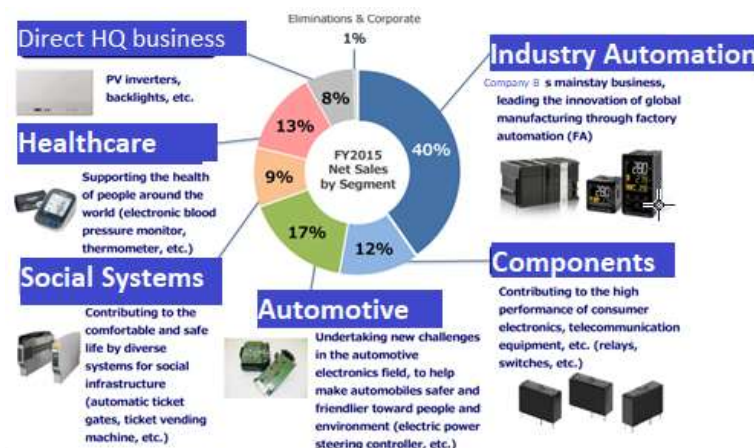 Direct HQ business
PV inverters,
backlights, etc.
Healthcare
Supporting the health
of people around the
world (electronic blood
pressure monitor,
thermometer, etc.)
Social Systems
Contributing to the
comfortable and safe
life by diverse
systems for social
infrastructure
(automatic ticket
gates, ticket vending
machine, etc.)
Eliminations & Corporate
1%
8%
13%
9%
17%
12%
40%
FY2015
Net Sales
by Segment
Automotive
Undertaking new challenges
in the automotive
electronics field, to help
make automobiles safer and
friendlier toward people and
environment (electric power
steering controller, etc.)
Industry Automation
Company B s mainstay business,
leading the innovation of global
manufacturing through factory
automation (FA)
Components
Contributing to the high
performance of consumer
electronics, telecommunication
equipment, etc. (relays,
switches, etc.)